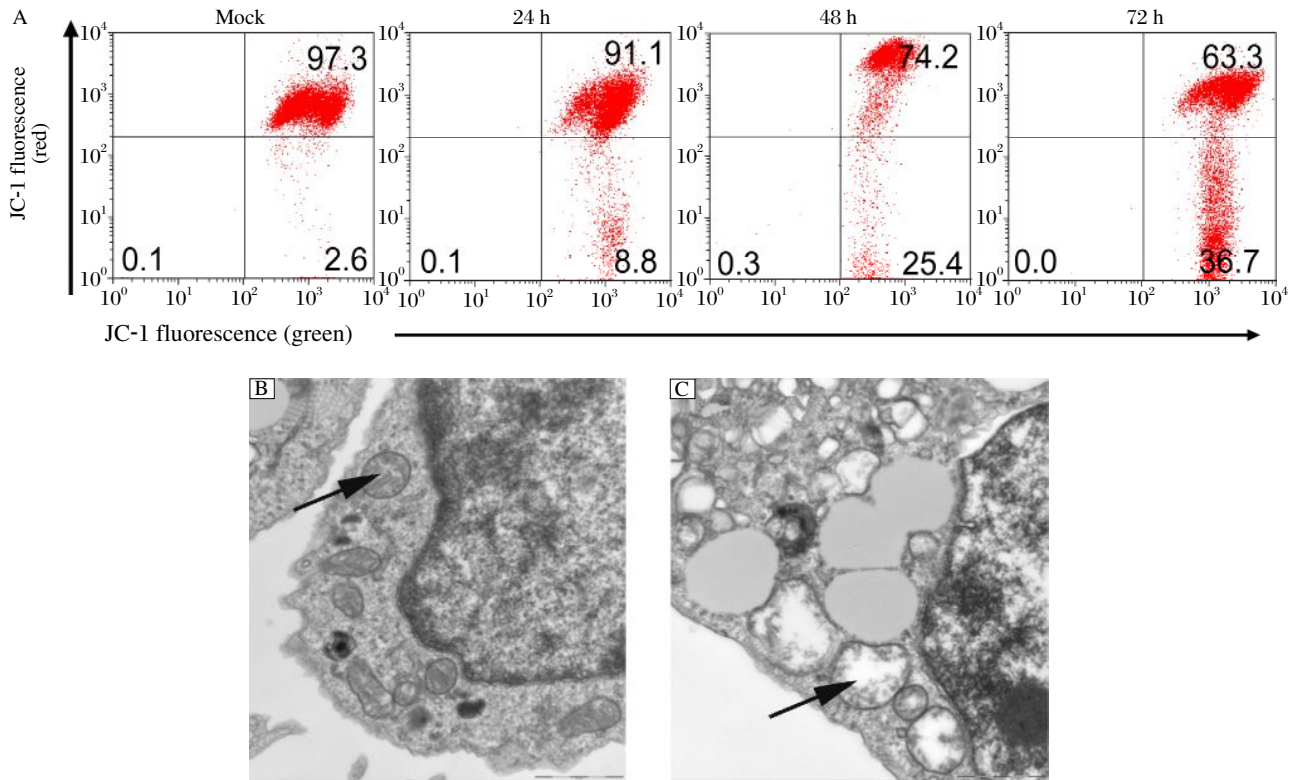 A Mock 24 h 48 h 72 h
JC-1 fluorescence (red)
10⁴ 10⁴ 10⁴ 10⁴
97.3 91.1 74.2 63.3
10³ 10³ 10³ 10³
10² 10² 10² 10²
10¹ 10¹ 10¹ 10¹
0.1 2.6 0.1 8.8 0.3 25.4 0.0 36.7
10⁰ 10⁰ 10⁰ 10⁰
10⁰ 10¹ 10² 10³ 10⁴ 10⁰ 10¹ 10² 10³ 10⁴ 10⁰ 10¹ 10² 10³ 10⁴ 10⁰ 10¹ 10² 10³ 10⁴
JC-1 fluorescence (green)
B C